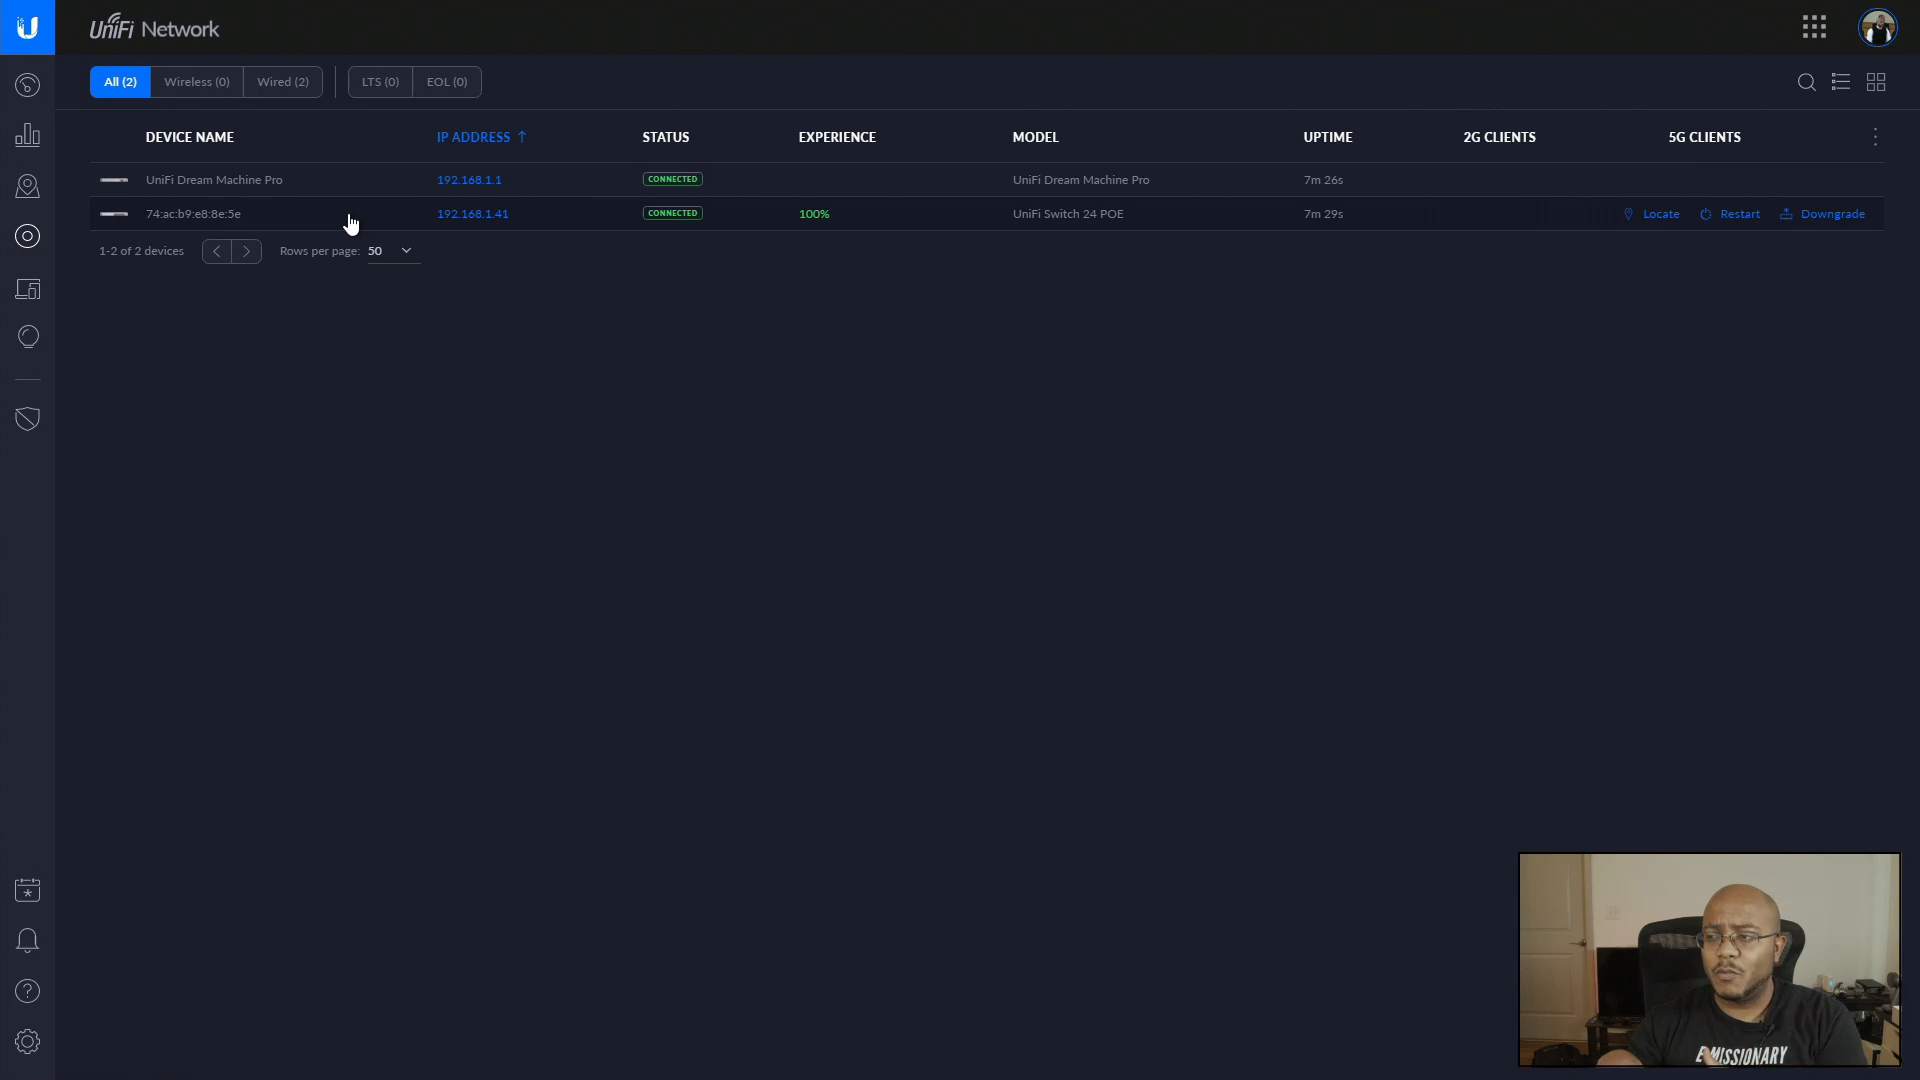 UniFi Network
All (2) Wireless (0) Wired (2) LTS (0) EOL (0)
DEVICE NAME IP ADDRESS ↑ STATUS EXPERIENCE MODEL UPTIME 2G CLIENTS 5G CLIENTS
UniFi Dream Machine Pro 192.168.1.1 CONNECTED UniFi Dream Machine Pro 7m 26s
74:ac:b9:e8:8e:5e 192.168.1.41 CONNECTED 100% UniFi Switch 24 POE 7m 29s Locate Restart Downgrade
1-2 of 2 devices Rows per page: 50